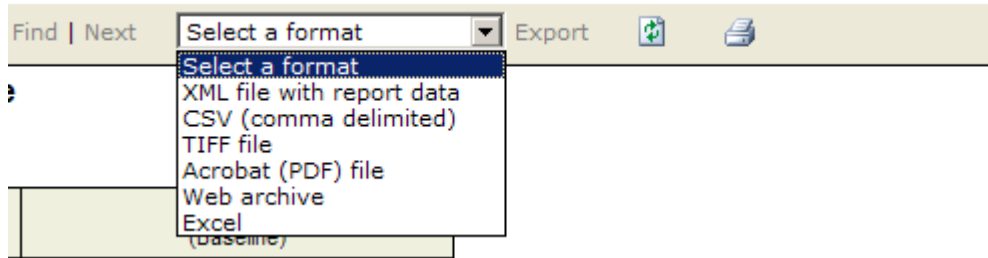 Find | Next Select a format Export
Select a format
XML file with report data
CSV (comma delimited)
TIFF file
Acrobat (PDF) file
Web archive
Excel
(baseline)